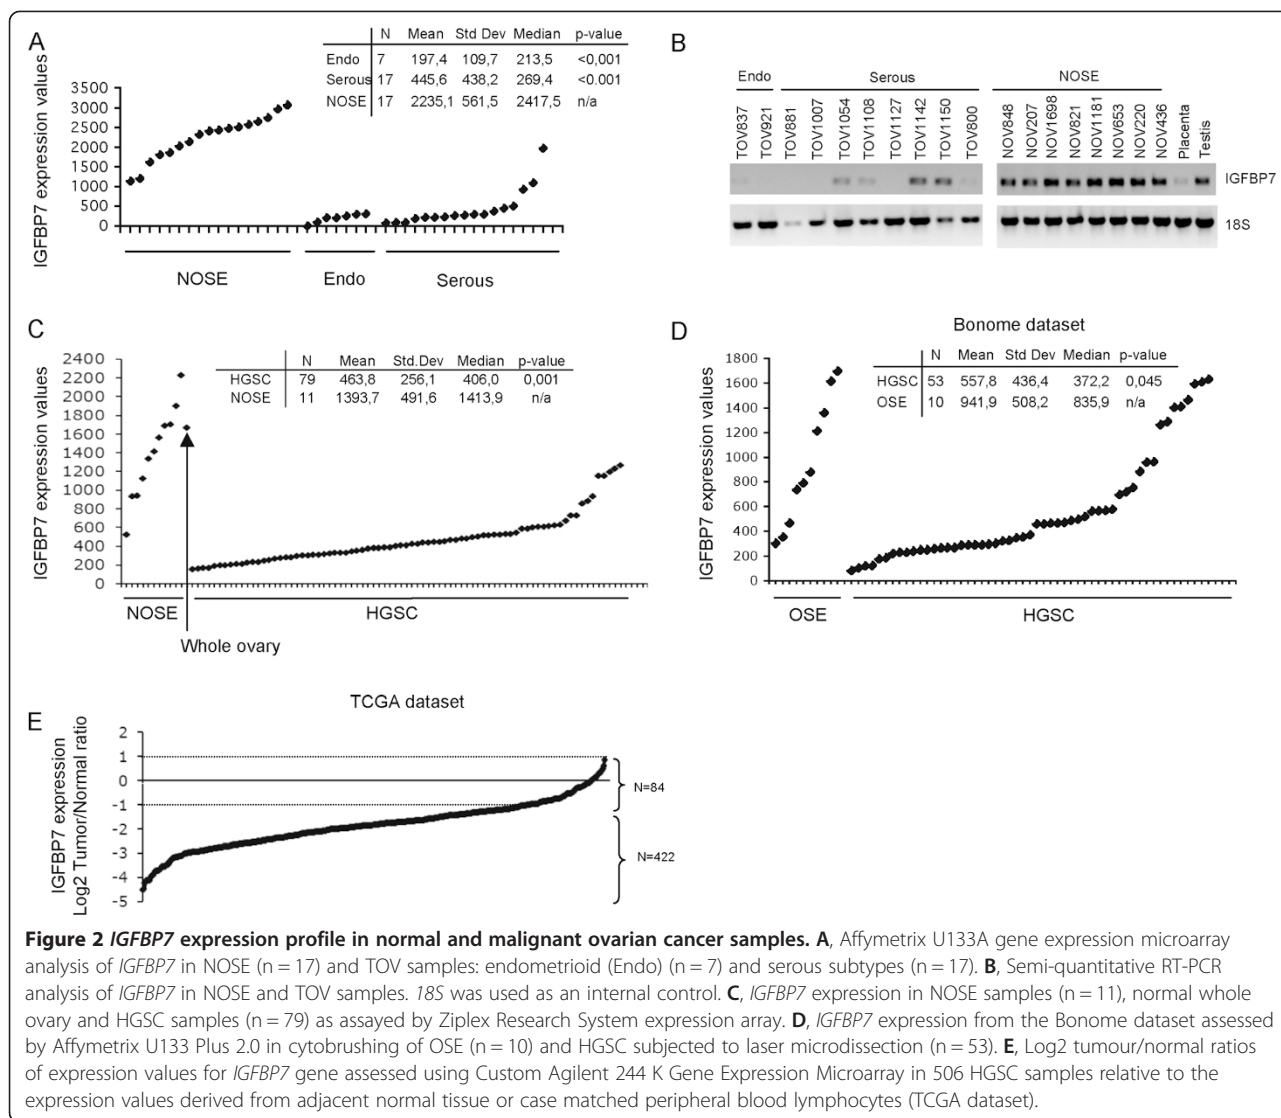 A
N Mean Std Dev Median p-value
Endo 7 197,4 109,7 213,5 <0,001
Serous 17 445,6 438,2 269,4 <0.001
NOSE 17 2235,1 561,5 2417,5 n/a
IGFBP7 expression values
3500
3000
2500
2000
1500
1000
500
0
NOSE Endo Serous
B
Endo Serous NOSE
TOV837 TOV921 TOV881 TOV1007 TOV1054 TOV1108 TOV1127 TOV1142 TOV1150 TOV800 NOV848 NOV207 NOV1698 NOV821 NOV1181 NOV653 NOV220 NOV436 Placenta Testis
IGFBP7
18S
C
N Mean Std.Dev Median p-value
HGSC 79 463,8 256,1 406,0 0,001
NOSE 11 1393,7 491,6 1413,9 n/a
IGFBP7 expression values
2400
2200
2000
1800
1600
1400
1200
1000
800
600
400
200
0
NOSE HGSC
Whole ovary
D
Bonome dataset
N Mean Std Dev Median p-value
HGSC 53 557,8 436,4 372,2 0,045
OSE 10 941,9 508,2 835,9 n/a
IGFBP7 expression values
1800
1600
1400
1200
1000
800
600
400
200
0
OSE HGSC
E
TCGA dataset
IGFBP7 expression
Log2 Tumor/Normal ratio
2
1
0
-1
-2
-3
-4
-5
N=84
N=422
Figure 2 IGFBP7 expression profile in normal and malignant ovarian cancer samples. A, Affymetrix U133A gene expression microarray
analysis of IGFBP7 in NOSE (n = 17) and TOV samples: endometrioid (Endo) (n = 7) and serous subtypes (n = 17). B, Semi-quantitative RT-PCR
analysis of IGFBP7 in NOSE and TOV samples. 18S was used as an internal control. C, IGFBP7 expression in NOSE samples (n = 11), normal whole
ovary and HGSC samples (n = 79) as assayed by Ziplex Research System expression array. D, IGFBP7 expression from the Bonome dataset assessed
by Affymetrix U133 Plus 2.0 in cytobrushing of OSE (n = 10) and HGSC subjected to laser microdissection (n = 53). E, Log2 tumour/normal ratios
of expression values for IGFBP7 gene assessed using Custom Agilent 244 K Gene Expression Microarray in 506 HGSC samples relative to the
expression values derived from adjacent normal tissue or case matched peripheral blood lymphocytes (TCGA dataset).